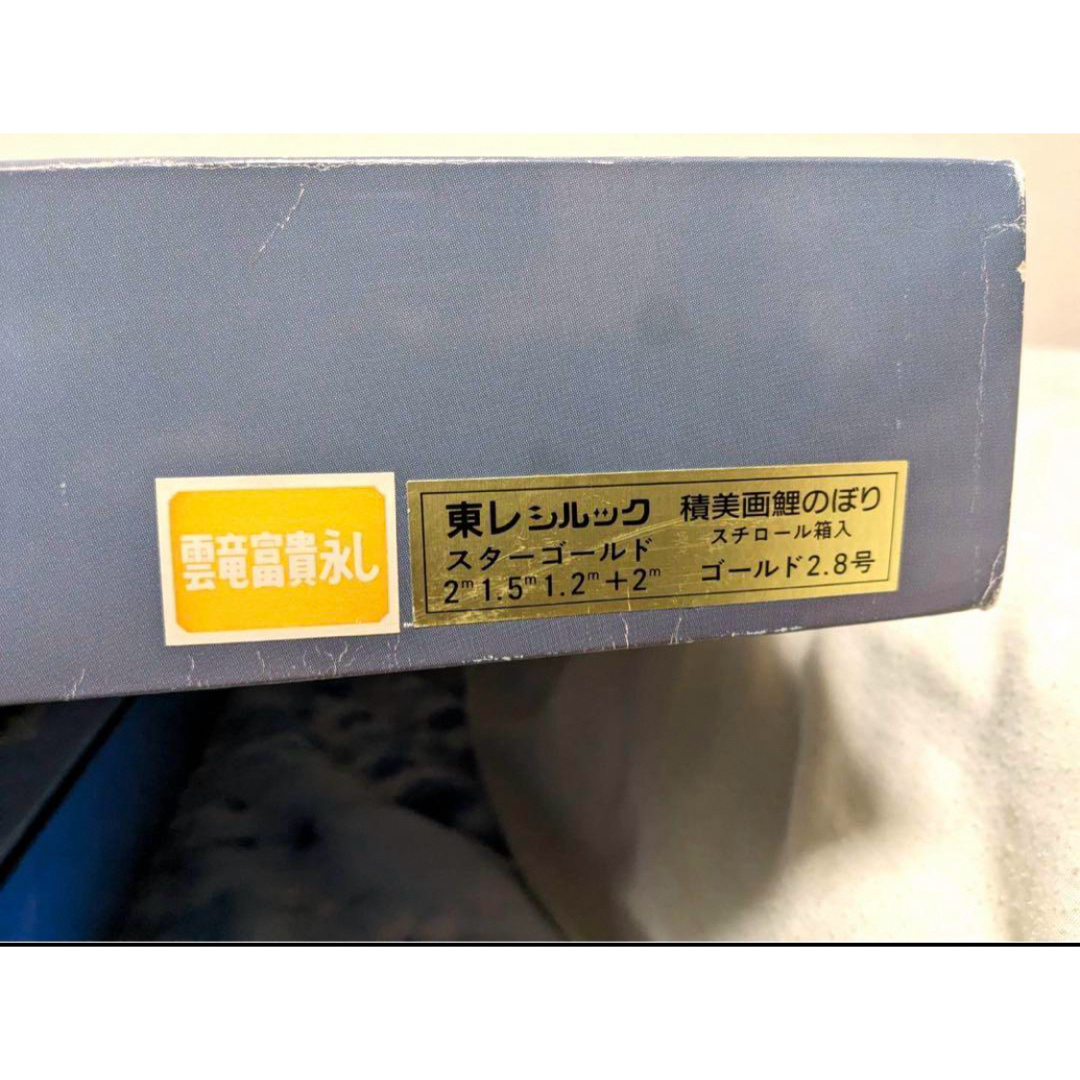 雲竜富貴永し
東レシルック
スターゴールド
2m 1.5m 1.2m+2m
積美画鯉のぼり
スチロール箱入
ゴールド2.8号